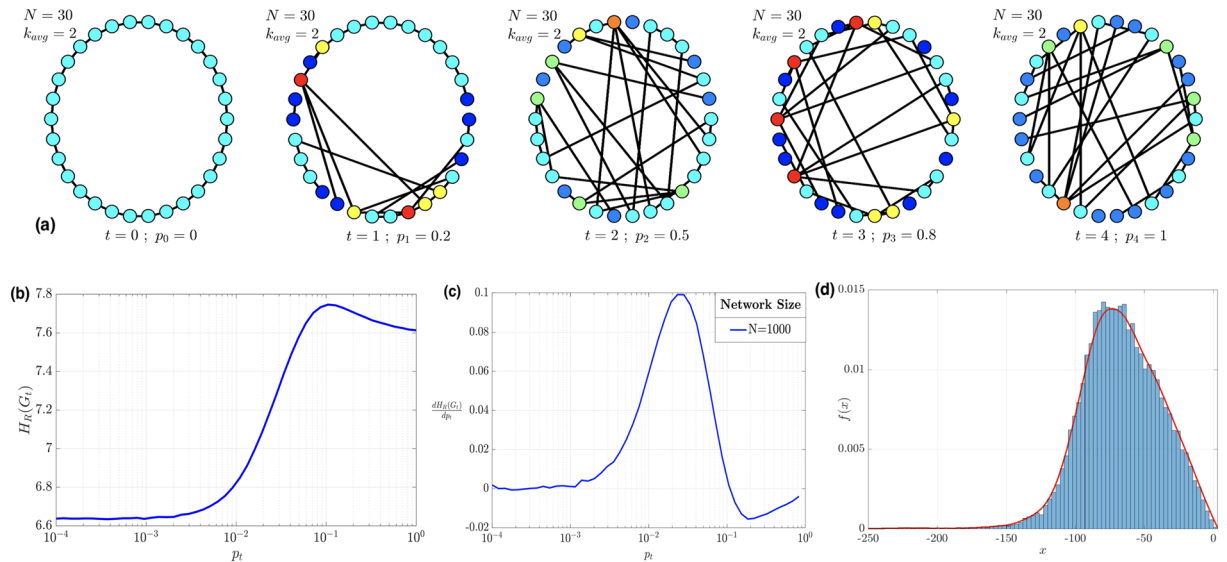 N = 30
k_avg = 2
N = 30
k_avg = 2
N = 30
k_avg = 2
N = 30
k_avg = 2
N = 30
k_avg = 2
(a)
t = 0 ; p_0 = 0
t = 1 ; p_1 = 0.2
t = 2 ; p_2 = 0.5
t = 3 ; p_3 = 0.8
t = 4 ; p_4 = 1
(b)
7.8
7.6
7.4
7.2
7
6.8
6.6
H_R(G_t)
10^-4
10^-3
10^-2
10^-1
10^0
p_t
(c)
0.1
0.08
0.06
0.04
0.02
0
-0.02
dH_R(G_t)
dp_t
Network Size
N=1000
10^-4
10^-3
10^-2
10^-1
10^0
p_t
(d)
0.015
0.01
0.005
0
f(x)
-250
-200
-150
-100
-50
0
x